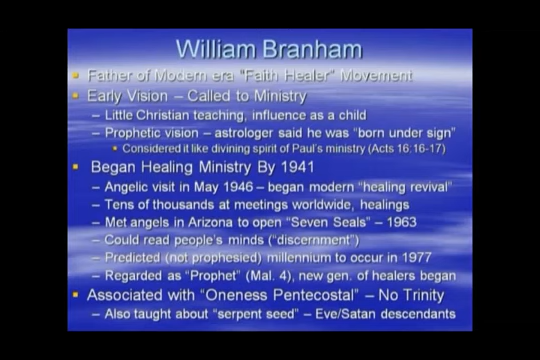 William Branham
Father of Modern era "Faith Healer" Movement
Early Vision – Called to Ministry
– Little Christian teaching, influence as a child
– Prophetic vision – astrologer said he was "born under sign"
Considered it like divining spirit of Paul's ministry (Acts 16:16-17)
Began Healing Ministry By 1941
– Angelic visit in May 1946 – began modern "healing revival"
– Tens of thousands at meetings worldwide, healings
– Met angels in Arizona to open "Seven Seals" – 1963
– Could read people's minds ("discernment")
– Predicted (not prophesied) millennium to occur in 1977
– Regarded as "Prophet" (Mal. 4), new gen. of healers began
Associated with "Oneness Pentecostal" – No Trinity
– Also taught about "serpent seed" – Eve/Satan descendants